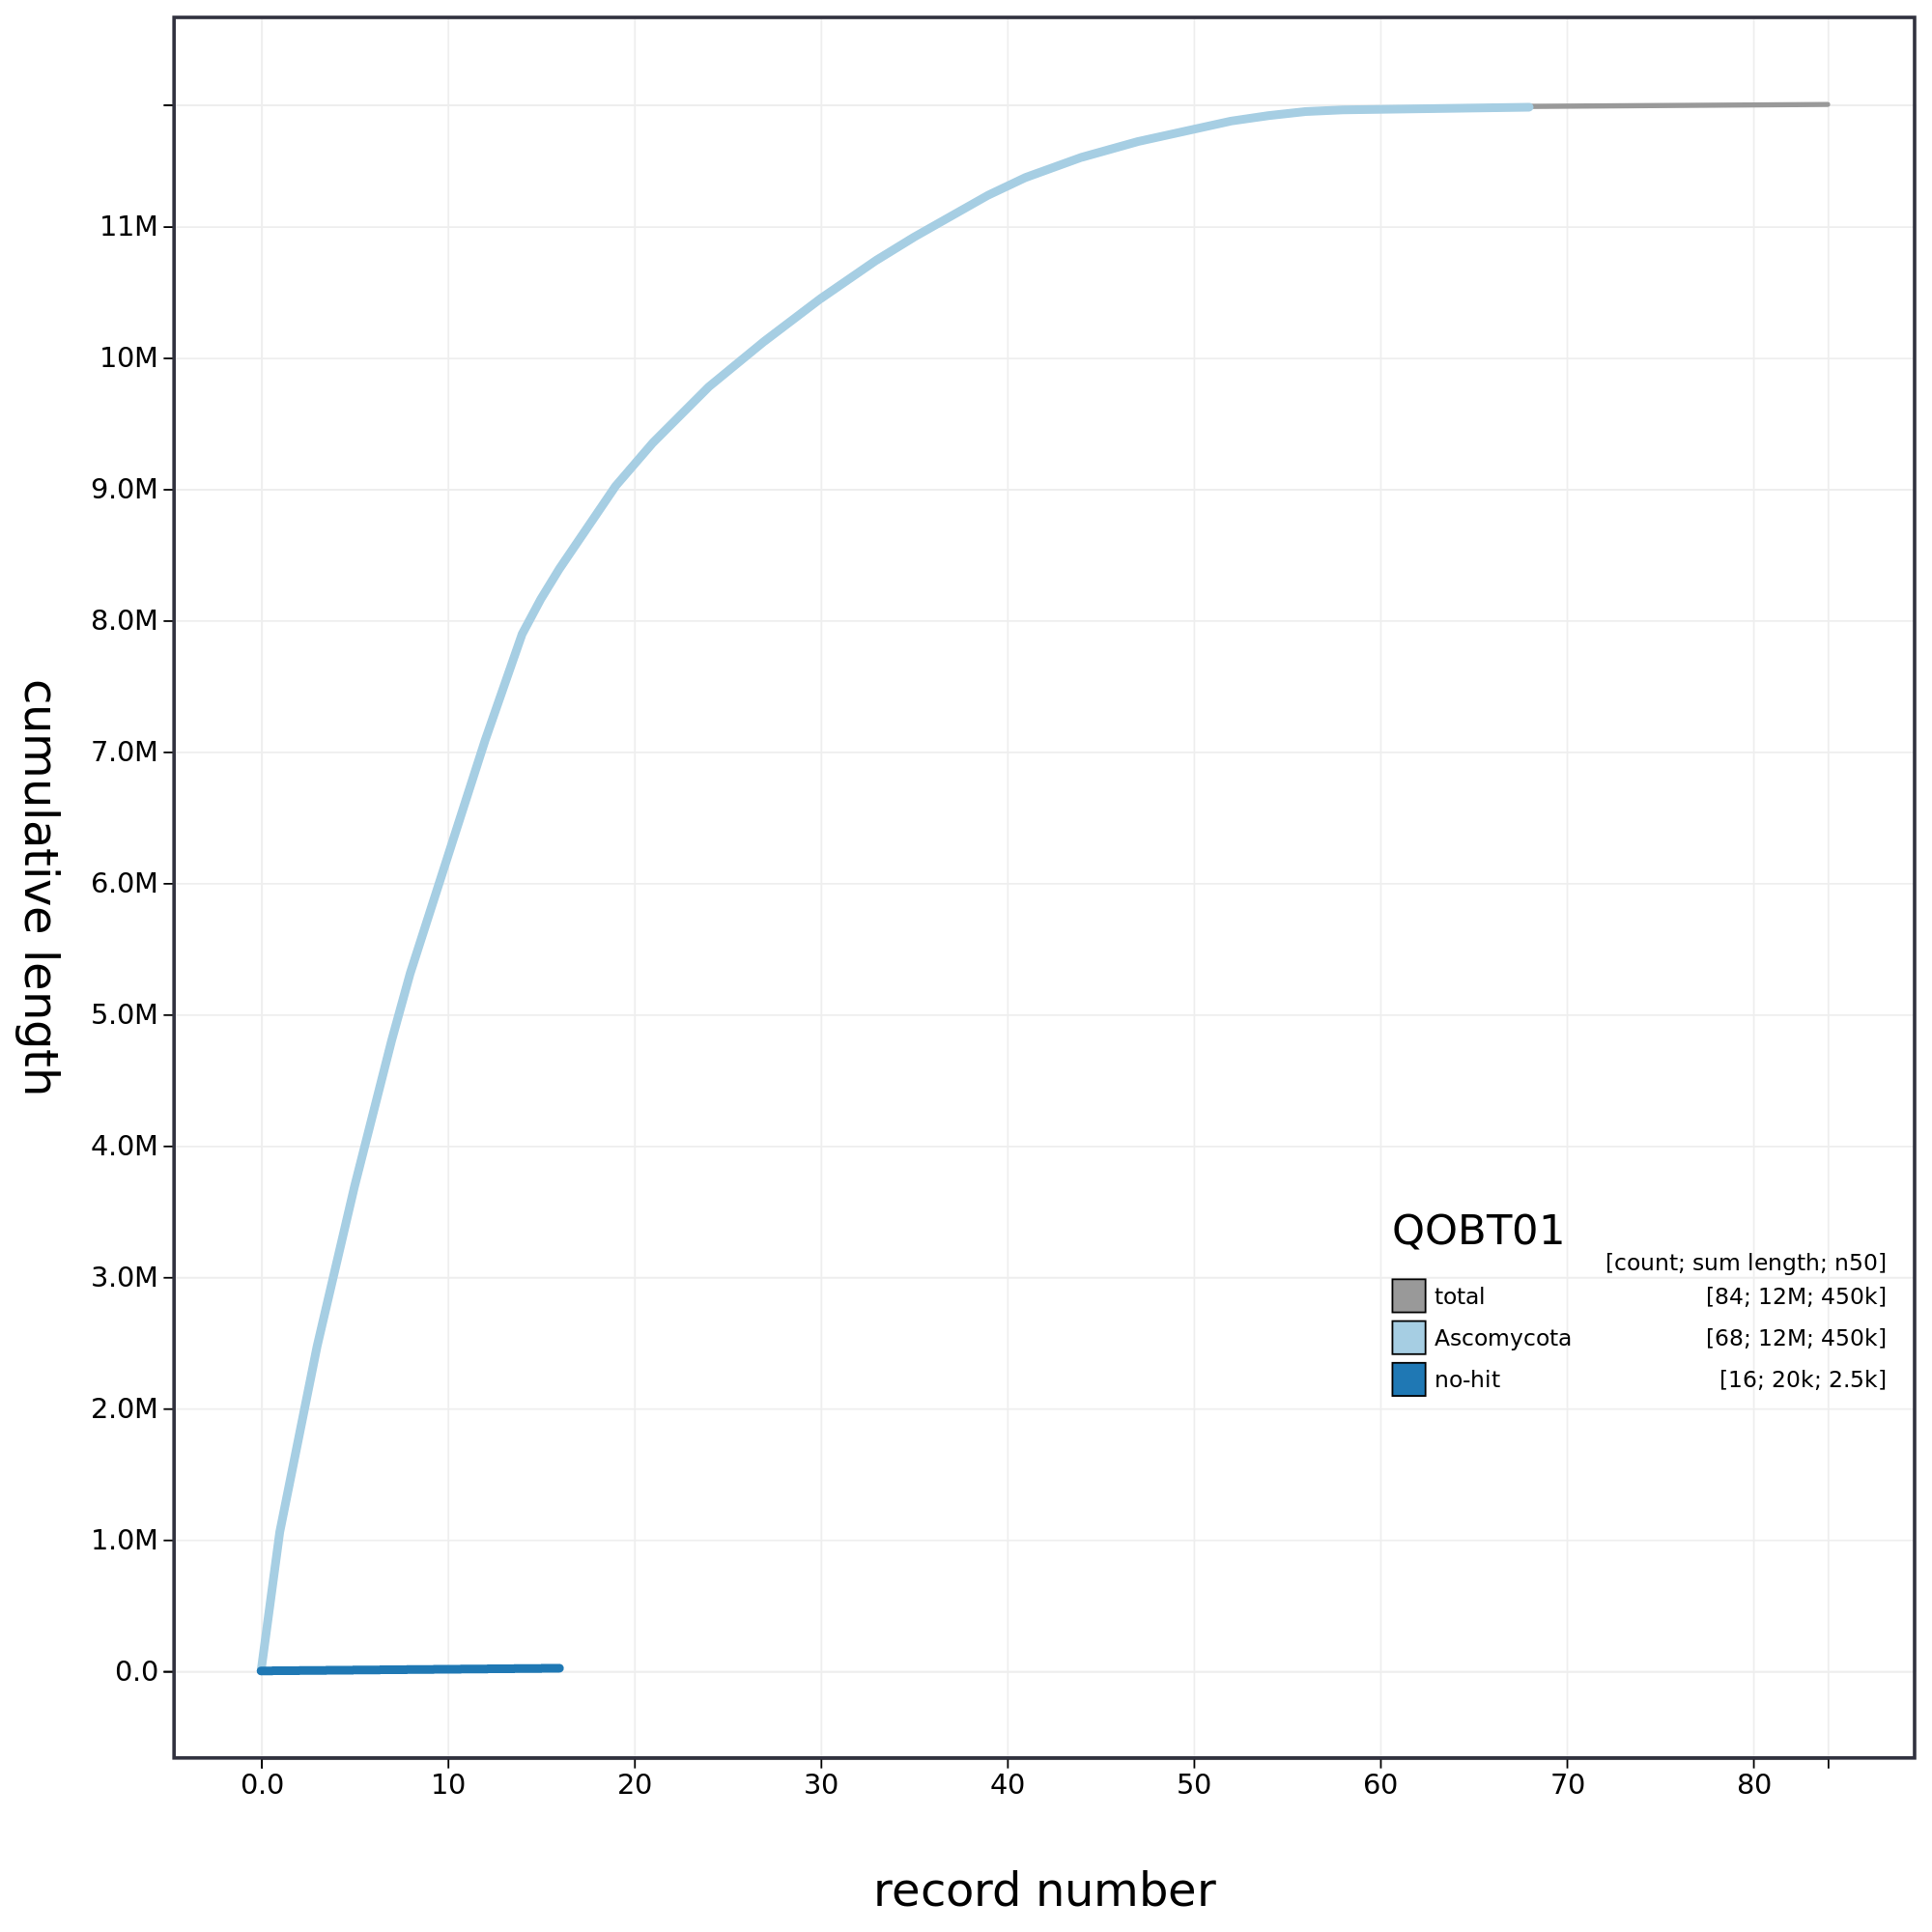 11M
10M
9.0M
8.0M
7.0M
6.0M
5.0M
4.0M
3.0M
2.0M
1.0M
0.0
cumulative length
QOBT01
[count; sum length; n50]
total [84; 12M; 450k]
Ascomycota [68; 12M; 450k]
no-hit [16; 20k; 2.5k]
0.0 10 20 30 40 50 60 70 80
record number